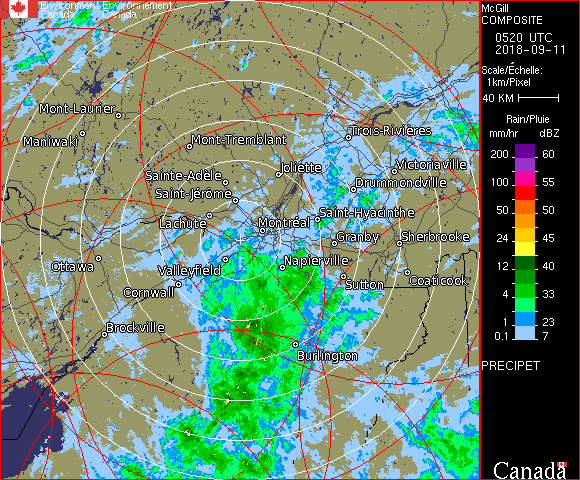 Environment Environnement
Canada Canada
Mont-Laurier
Maniwaki
Mont-Tremblant
Trois-Rivières
Joliette
Victoriaville
Sainte-Adèle
Drummondville
Saint-Jérôme
Saint-Hyacinthe
Lachute
Montréal
Granby
Sherbrooke
Ottawa
Valleyfield
Napierville
Coaticook
Sutton
Cornwall
Brockville
Burlington
McGill
COMPOSITE
0520 UTC
2018-09-11
Scale/Échelle:
1km/Pixel
40 KM
Rain/Pluie
mm/hr dBZ
200 60
100 55
50 50
24 45
12 40
4 33
1 23
0.1 7
PRECIPET
Canada